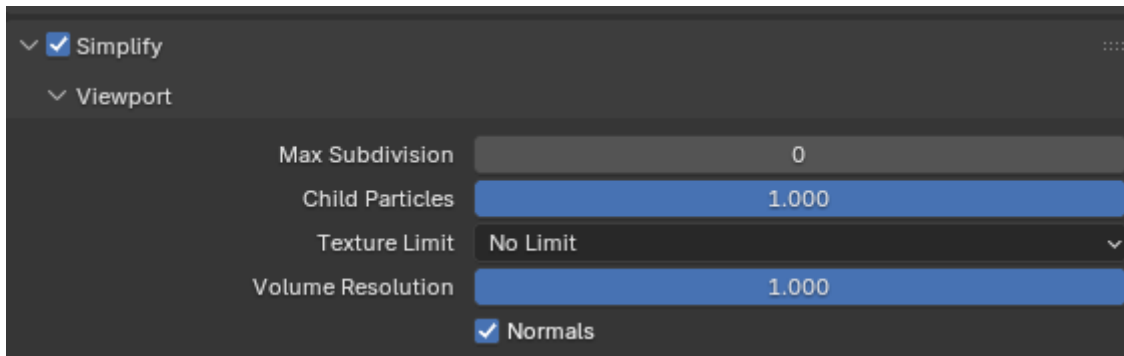 Simplify
Viewport
Max Subdivision 0
Child Particles 1.000
Texture Limit No Limit
Volume Resolution 1.000
Normals